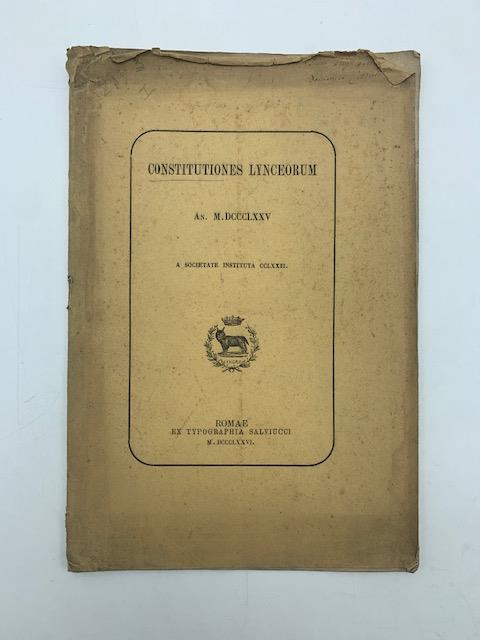 CONSTITUTIONES LYNCEORUM
AN. M.DCCCLXXV
A SOCIETATE INSTITUTA CCLXXII.
ROMAE
EX TYPOGRAPHIA SALVIUCCI
M. DCCCLXXVI.